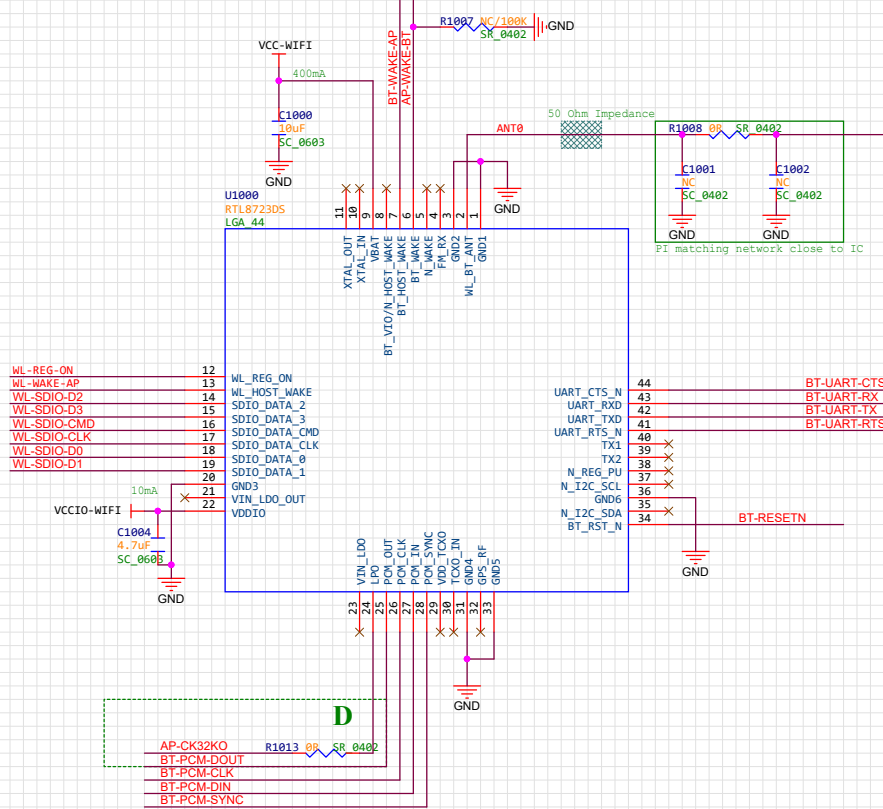 R1007 NC/100K
SR_0402
GND
VCC-WIFI
400mA
BT-WAKE-AP
AP-WAKE-BT
C1000
10uF
SC_0603
GND
50 Ohm Impedance
ANT0
R1008 0R SR_0402
C1001
NC
SC_0402
GND
C1002
NC
SC_0402
GND
PI matching network close to IC
GND
U1000
RTL8723DS
LGA_44
11 10 9 8 7 6 5 4 3 2 1
XTAL_OUT
XTAL_IN
VBAT
BT_VIO/N_HOST_WAKE
BT_HOST_WAKE
BT_WAKE
N_WAKE
FM_RX
GND2
WL_BT_ANT
GND1
WL-REG-ON 12 WL_REG_ON
WL-WAKE-AP 13 WL_HOST_WAKE
WL-SDIO-D2 14 SDIO_DATA_2
WL-SDIO-D3 15 SDIO_DATA_3
WL-SDIO-CMD 16 SDIO_DATA_CMD
WL-SDIO-CLK 17 SDIO_DATA_CLK
WL-SDIO-D0 18 SDIO_DATA_0
WL-SDIO-D1 19 SDIO_DATA_1
20 GND3
21 VIN_LDO_OUT
22 VDDIO
10mA
VCCIO-WIFI
C1004
4.7uF
SC_0603
GND
UART_CTS_N 44 BT-UART-CTS
UART_RXD 43 BT-UART-RX
UART_TXD 42 BT-UART-TX
UART_RTS_N 41 BT-UART-RTS
TX1 40
TX2 39
N_REG_PU 38
N_I2C_SCL 37
GND6 36
N_I2C_SDA 35
BT_RST_N 34 BT-RESETN
GND
VIN_LDO
LPO
PCM_OUT
PCM_CLK
PCM_IN
PCM_SYNC
VDD_TCXO
TCXO_IN
GND4
GPS_RF
GND5
23 24 25 26 27 28 29 30 31 32 33
GND
D
AP-CK32KO R1013 0R SR_0402
BT-PCM-DOUT
BT-PCM-CLK
BT-PCM-DIN
BT-PCM-SYNC